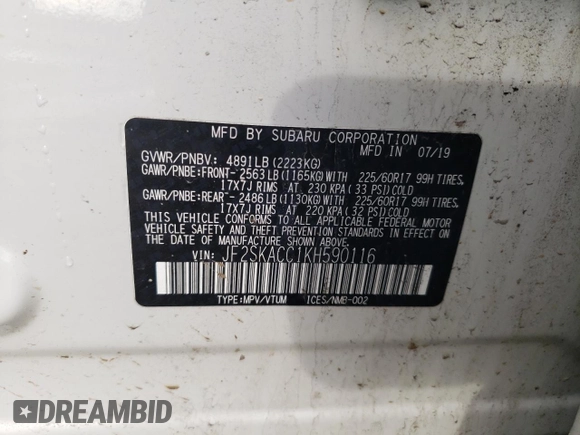 MFD BY SUBARU CORPORATION
MFD IN 07/19
GVWR/PNBV: 4891LB(2223KG)
GAWR/PNBE:FRONT- 2563LB(1165KG)WITH 225/60R17 99H TIRES,
17X7J RIMS AT 230 KPA(33 PSI)COLD
GAWR/PNBE:REAR- 2486LB(1130KG)WITH 225/60R17 99H TIRES,
17X7J RIMS AT 220 KPA(32 PSI)COLD
THIS VEHICLE CONFORMS TO ALL APPLICABLE FEDERAL MOTOR
VEHICLE SAFETY AND THEFT PREVENTION STANDARDS IN EFFECT
ON THE DATE OF MANUFACTURE SHOWN ABOVE.
VIN: JF2SKACC1KH590116
TYPE:MPV/VTUM ICES/NMB-002
DREAMBID